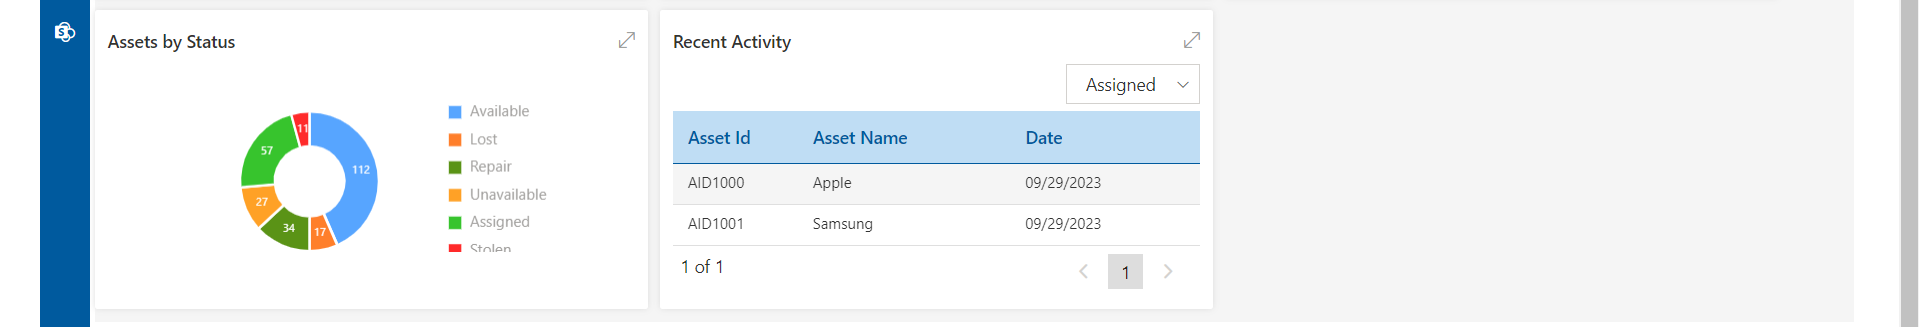 Assets by Status
112
17
34
27
57
11
Available
Lost
Repair
Unavailable
Assigned
Stolen
Recent Activity
Assigned
Asset Id Asset Name Date
AID1000 Apple 09/29/2023
AID1001 Samsung 09/29/2023
1 of 1
1